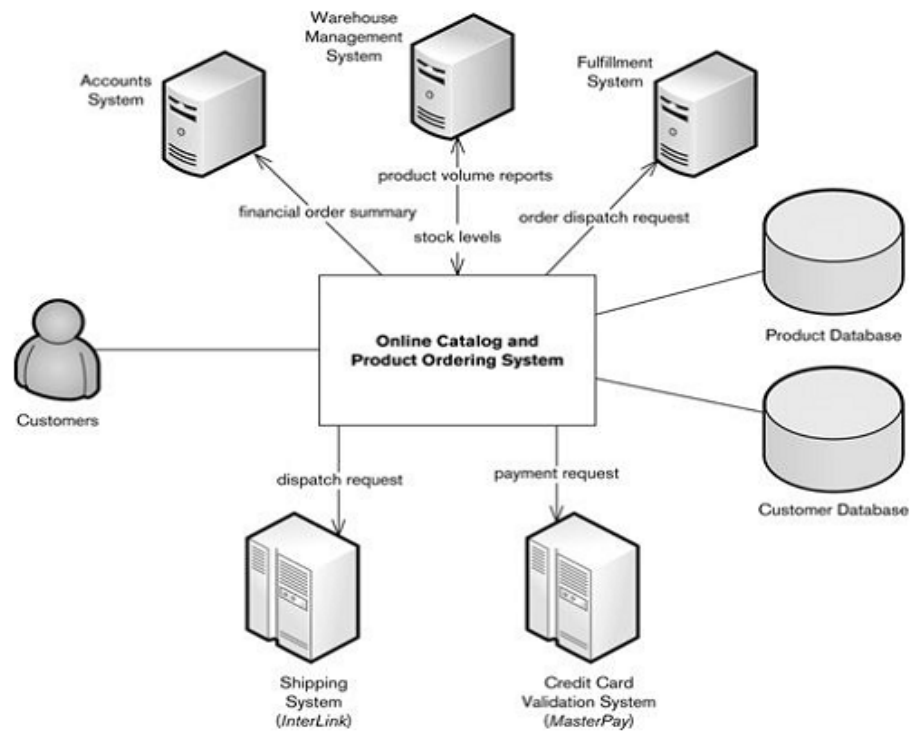 Warehouse
Management
System
Accounts
System
Fulfillment
System
product volume reports
financial order summary
order dispatch request
stock levels
Online Catalog and
Product Ordering System
Product Database
Customers
dispatch request
payment request
Customer Database
Shipping
System
(InterLink)
Credit Card
Validation System
(MasterPay)